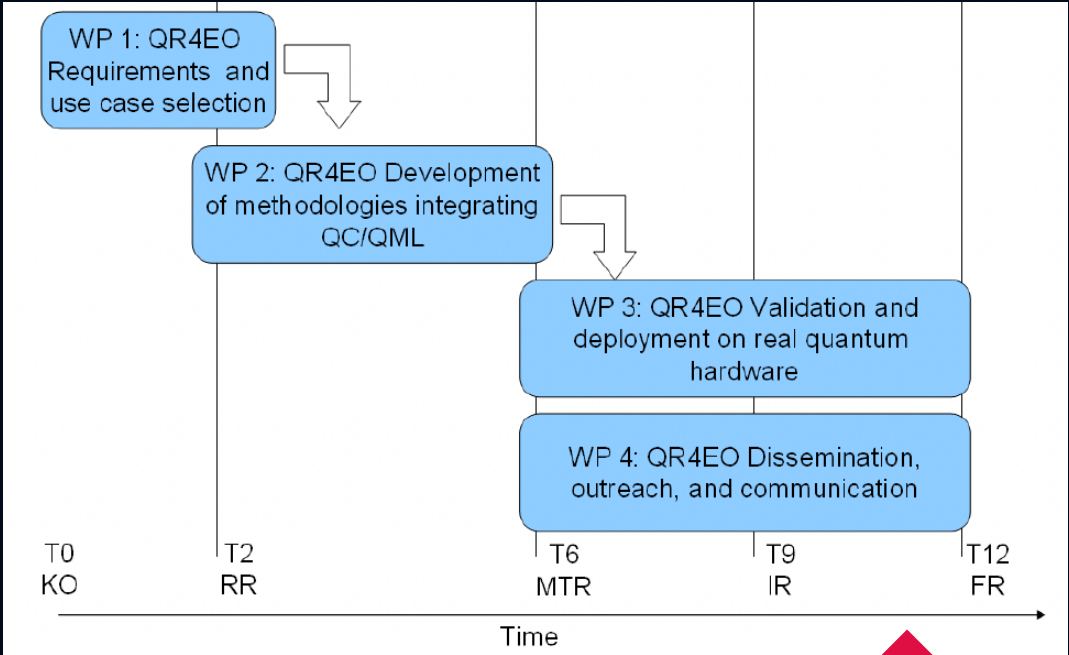 WP 1: QR4EO
Requirements and
use case selection
WP 2: QR4EO Development
of methodologies integrating
QC/QML
WP 3: QR4EO Validation and
deployment on real quantum
hardware
WP 4: QR4EO Dissemination,
outreach, and communication
T0
KO
T2
RR
T6
MTR
T9
IR
T12
FR
Time